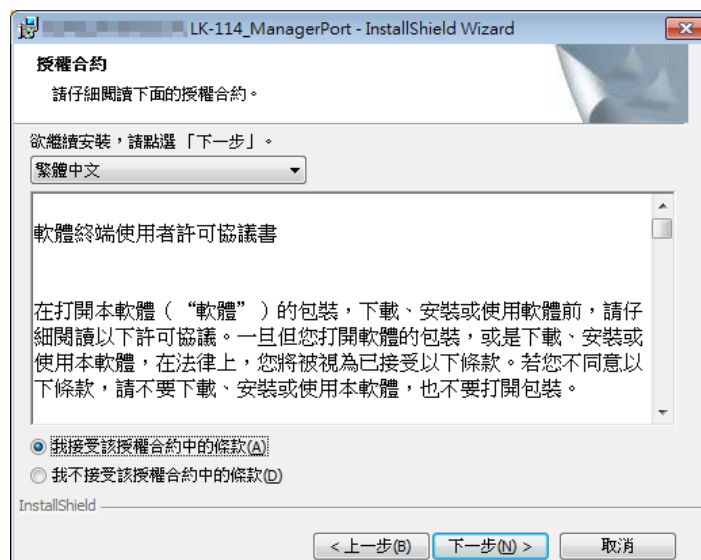 LK-114_ManagerPort - InstallShield Wizard
授權合約
請仔細閱讀下面的授權合約。
欲繼續安裝，請點選「下一步」。
繁體中文
軟體終端使用者許可協議書
在打開本軟體（“軟體”）的包裝，下載、安裝或使用軟體前，請仔
細閱讀以下許可協議。一旦但您打開軟體的包裝，或是下載、安裝或
使用本軟體，在法律上，您將被視為已接受以下條款。若您不同意以
下條款，請不要下載、安裝或使用本軟體，也不要打開包裝。
我接受該授權合約中的條款(A)
我不接受該授權合約中的條款(D)
InstallShield
< 上一步(B) 下一步(N) > 取消